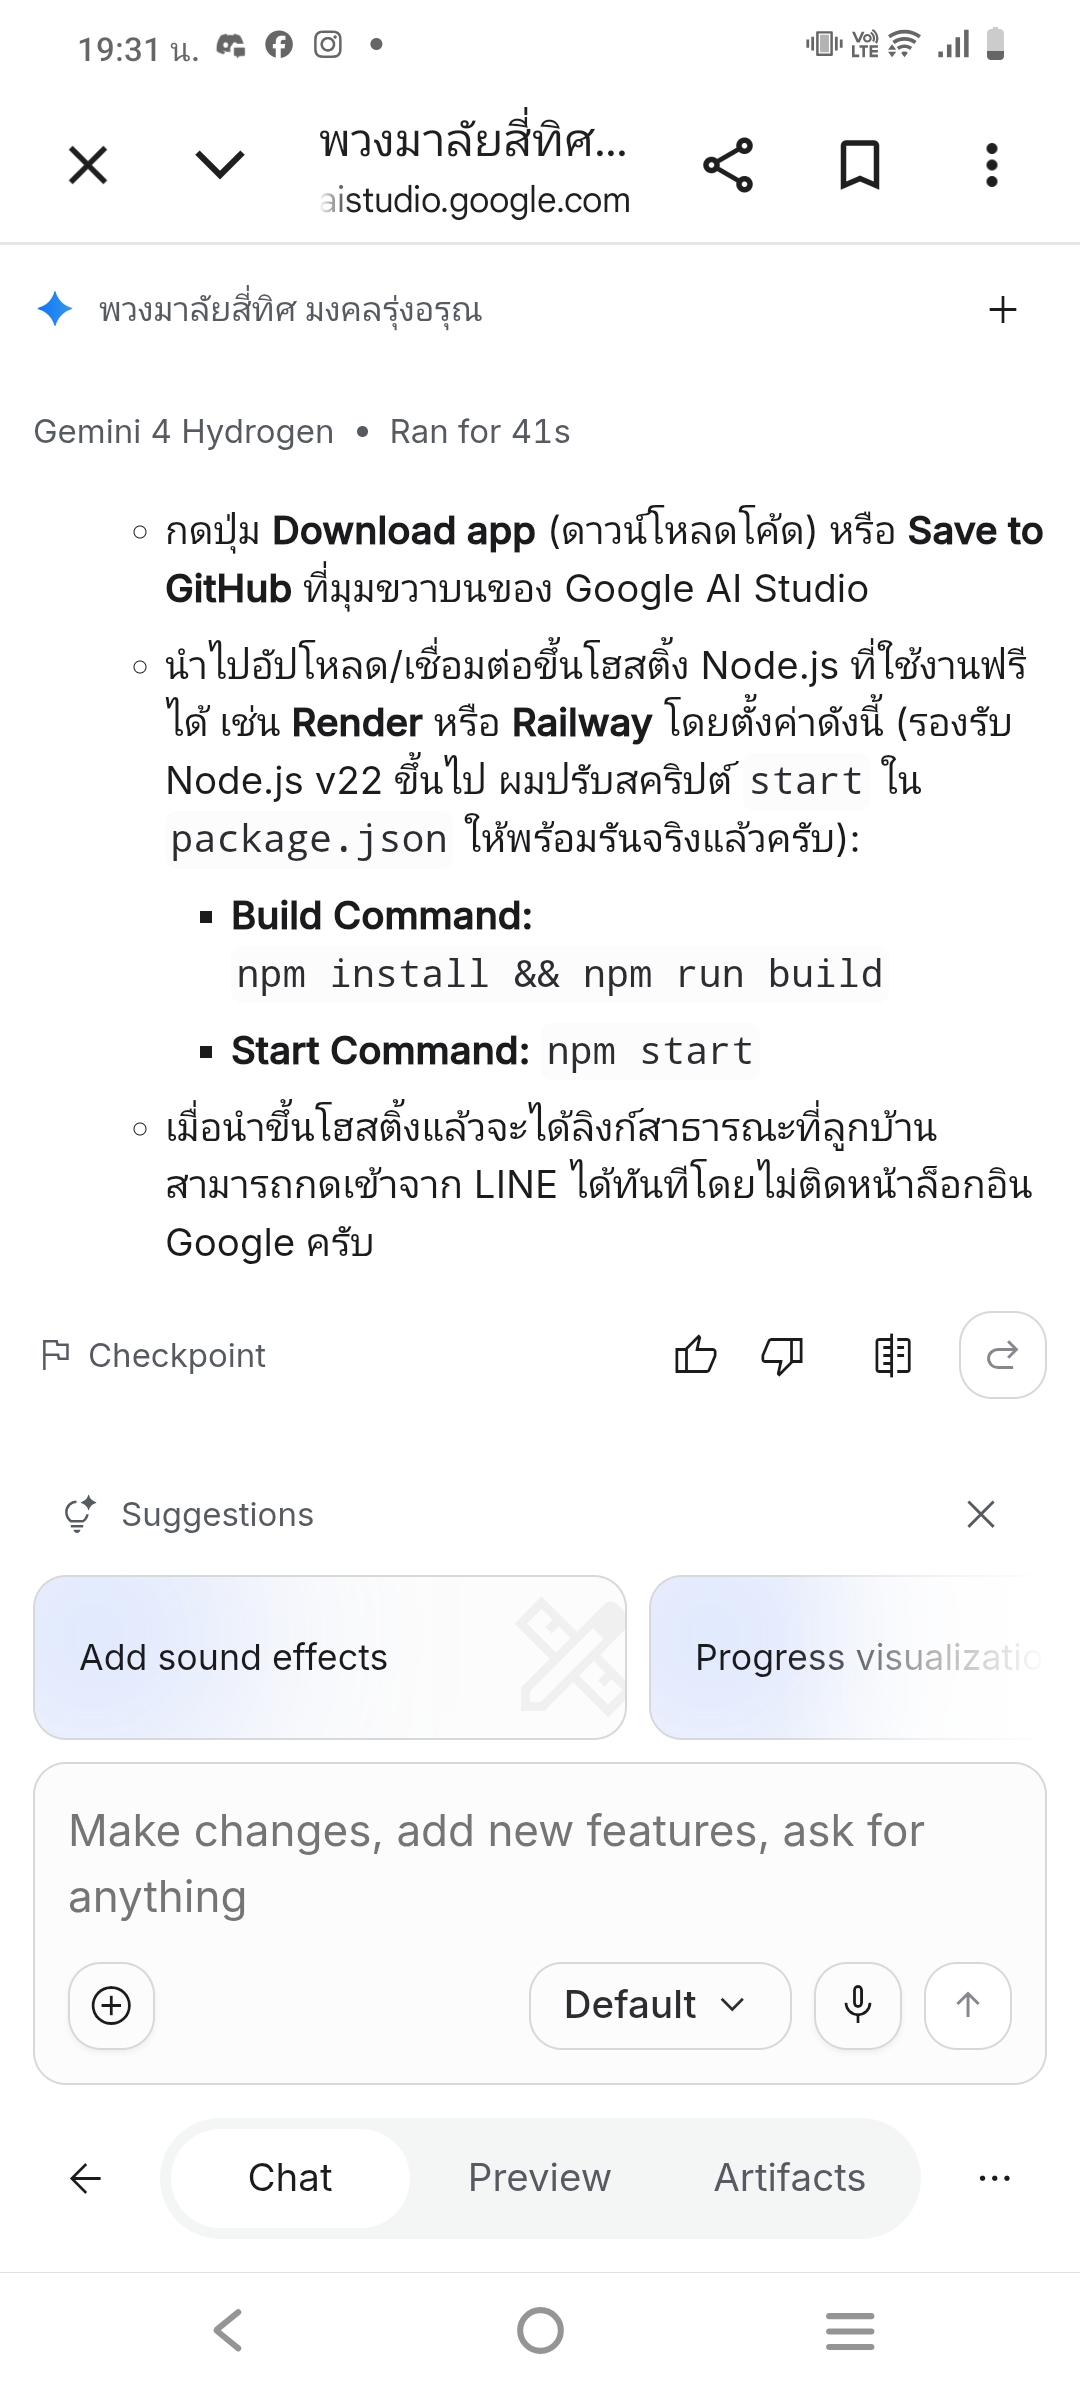 19:31 น.
Vo) LTE
พวงมาลัยสี่ทิศ...
aistudio.google.com
พวงมาลัยสี่ทิศ มงคลรุ่งอรุณ
Gemini 4 Hydrogen • Ran for 41s
กดปุ่ม Download app (ดาวน์โหลดโค้ด) หรือ Save to
GitHub ที่มุมขวาบนของ Google AI Studio
นำไปอัปโหลด/เชื่อมต่อขึ้นโฮสติ้ง Node.js ที่ใช้งานฟรี
ได้ เช่น Render หรือ Railway โดยตั้งค่าดังนี้ (รองรับ
Node.js v22 ขึ้นไป ผมปรับสคริปต์ start ใน
package.json ให้พร้อมรันจริงแล้วครับ):
Build Command:
npm install && npm run build
Start Command: npm start
เมื่อนำขึ้นโฮสติ้งแล้วจะได้ลิงก์สาธารณะที่ลูกบ้าน
สามารถกดเข้าจาก LINE ได้ทันทีโดยไม่ติดหน้าล็อกอิน
Google ครับ
Checkpoint
Suggestions
Add sound effects
Progress visualizatio
Make changes, add new features, ask for
anything
Default
Chat
Preview
Artifacts